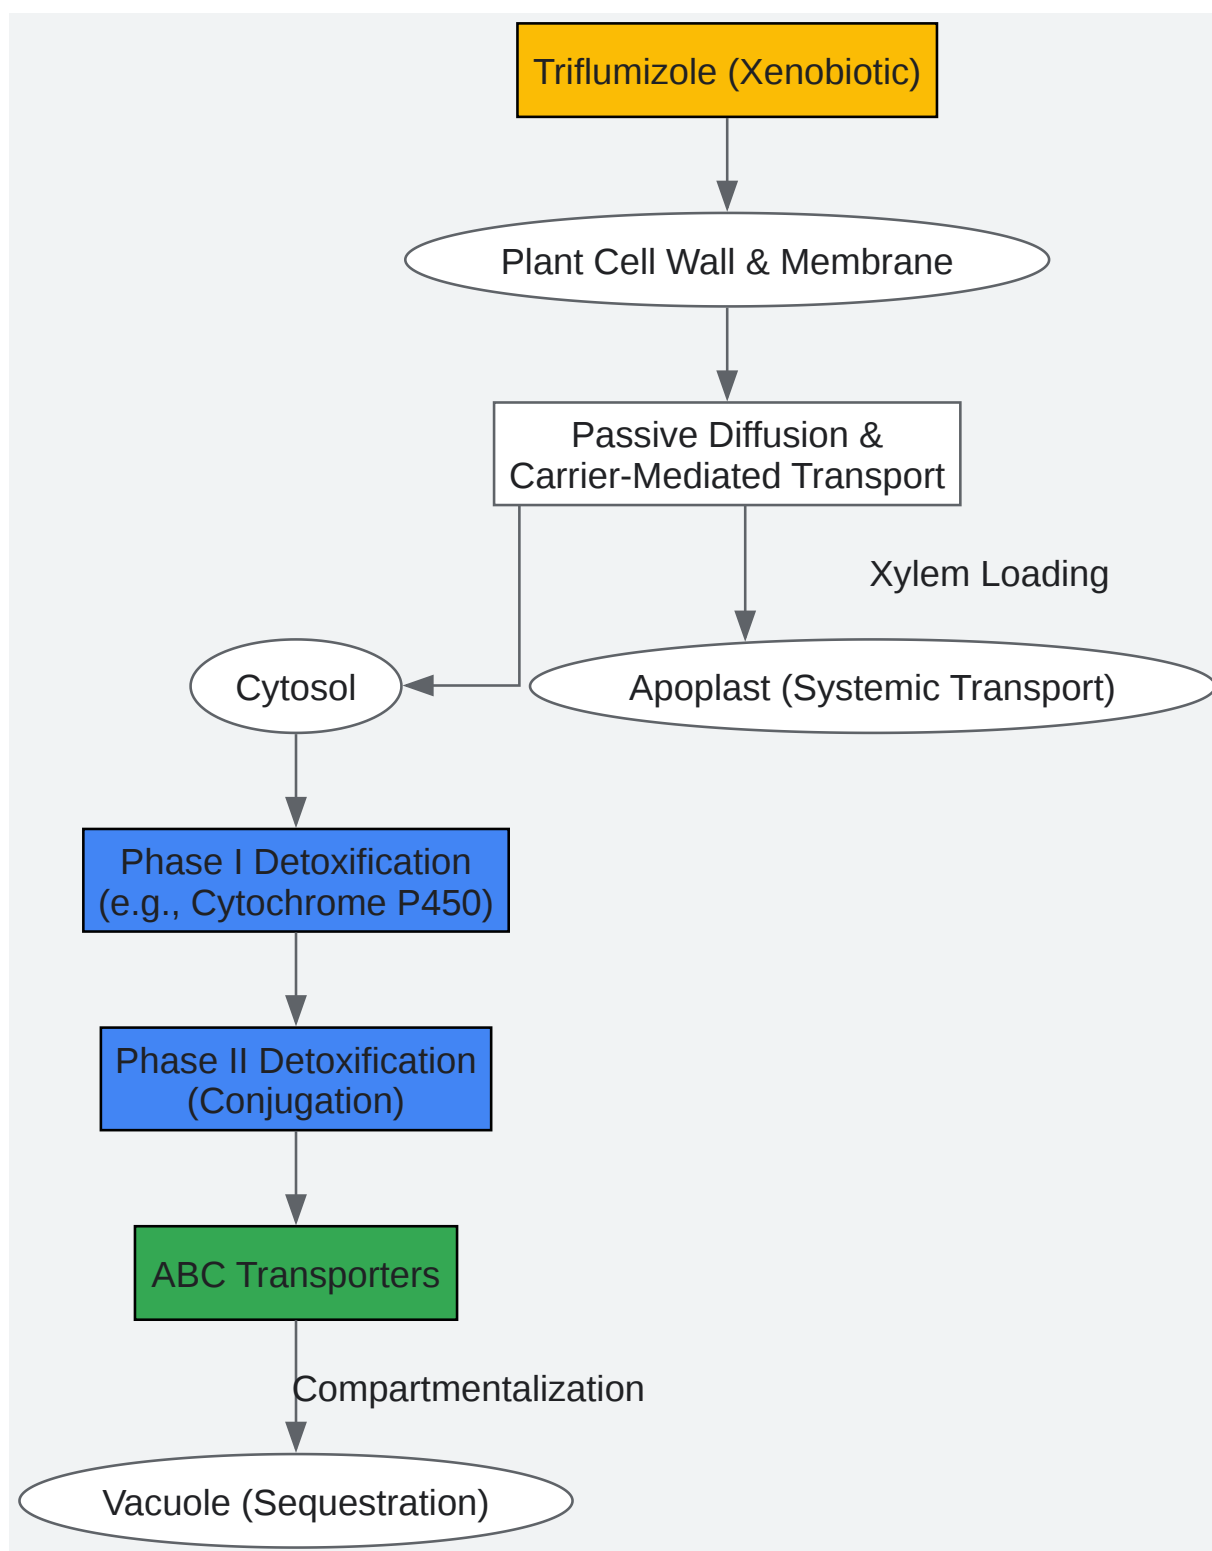 Triflumizole (Xenobiotic)
Plant Cell Wall & Membrane
Passive Diffusion &
Carrier-Mediated Transport
Xylem Loading
Cytosol
Apoplast (Systemic Transport)
Phase I Detoxification
(e.g., Cytochrome P450)
Phase II Detoxification
(Conjugation)
ABC Transporters
Compartmentalization
Vacuole (Sequestration)